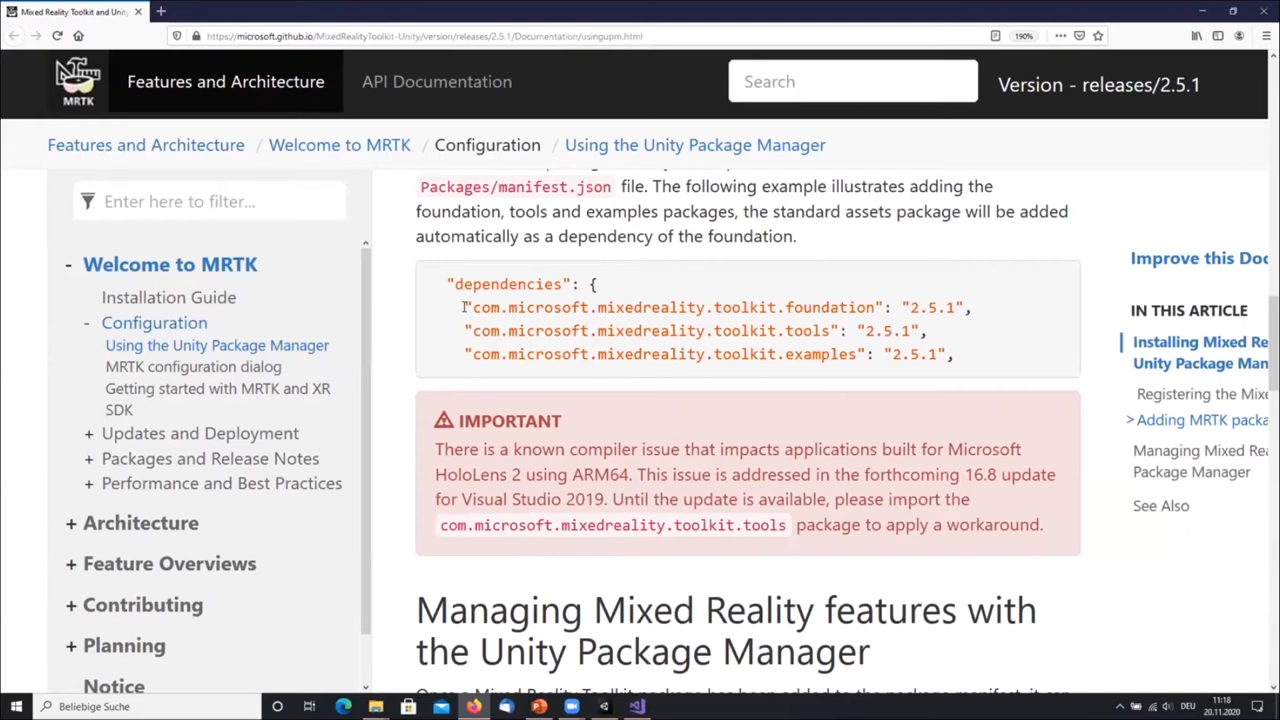 Mixed Reality Toolkit and Unity
https://microsoft.github.io/MixedRealityToolkit-Unity/version/releases/2.5.1/Documentation/usingupm.html
190%
MRTK
Features and Architecture
API Documentation
Search
Version - releases/2.5.1
Features and Architecture / Welcome to MRTK / Configuration / Using the Unity Package Manager
Enter here to filter...
- Welcome to MRTK
Installation Guide
- Configuration
Using the Unity Package Manager
MRTK configuration dialog
Getting started with MRTK and XR
SDK
+ Updates and Deployment
+ Packages and Release Notes
+ Performance and Best Practices
+ Architecture
+ Feature Overviews
+ Contributing
+ Planning
Notice
Packages/manifest.json file. The following example illustrates adding the
foundation, tools and examples packages, the standard assets package will be added
automatically as a dependency of the foundation.
"dependencies": {
"com.microsoft.mixedreality.toolkit.foundation": "2.5.1",
"com.microsoft.mixedreality.toolkit.tools": "2.5.1",
"com.microsoft.mixedreality.toolkit.examples": "2.5.1",
IMPORTANT
There is a known compiler issue that impacts applications built for Microsoft
HoloLens 2 using ARM64. This issue is addressed in the forthcoming 16.8 update
for Visual Studio 2019. Until the update is available, please import the
com.microsoft.mixedreality.toolkit.tools package to apply a workaround.
Managing Mixed Reality features with
the Unity Package Manager
Improve this Doc
IN THIS ARTICLE
Installing Mixed Re
Unity Package Man
Registering the Mixe
> Adding MRTK packa
Managing Mixed Rea
Package Manager
See Also
Beliebige Suche
DEU
11:18
20.11.2020